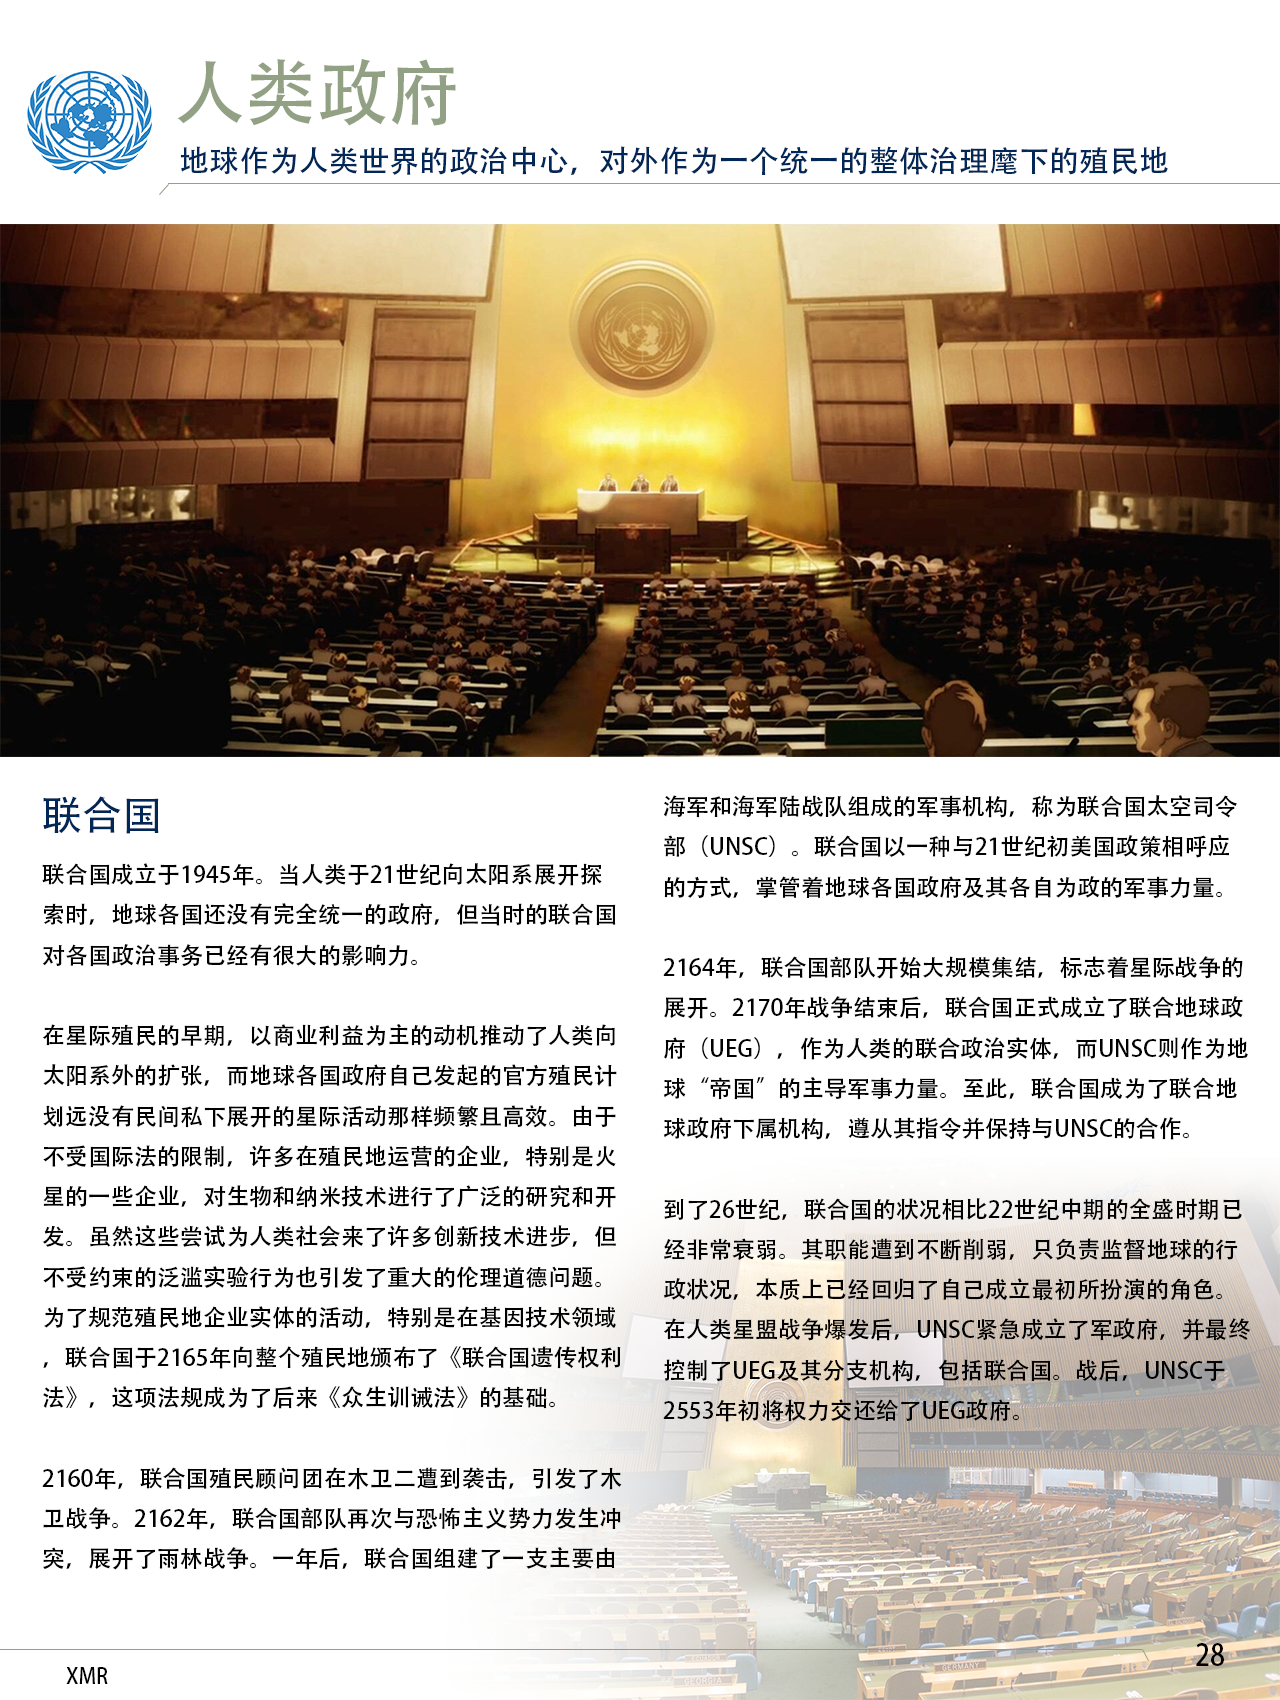 人类政府
地球作为人类世界的政治中心，对外作为一个统一的整体治理麾下的殖民地
联合国
联合国成立于1945年。当人类于21世纪向太阳系展开探
索时，地球各国还没有完全统一的政府，但当时的联合国
对各国政治事务已经有很大的影响力。
在星际殖民的早期，以商业利益为主的动机推动了人类向
太阳系外的扩张，而地球各国政府自己发起的官方殖民计
划远没有民间私下展开的星际活动那样频繁且高效。由于
不受国际法的限制，许多在殖民地运营的企业，特别是火
星的一些企业，对生物和纳米技术进行了广泛的研究和开
发。虽然这些尝试为人类社会来了许多创新技术进步，但
不受约束的泛滥实验行为也引发了重大的伦理道德问题。
为了规范殖民地企业实体的活动，特别是在基因技术领域
，联合国于2165年向整个殖民地颁布了《联合国遗传权利
法》，这项法规成为了后来《众生训诫法》的基础。
2160年，联合国殖民顾问团在木卫二遭到袭击，引发了木
卫战争。2162年，联合国部队再次与恐怖主义势力发生冲
突，展开了雨林战争。一年后，联合国组建了一支主要由
海军和海军陆战队组成的军事机构，称为联合国太空司令
部（UNSC）。联合国以一种与21世纪初美国政策相呼应
的方式，掌管着地球各国政府及其各自为政的军事力量。
2164年，联合国部队开始大规模集结，标志着星际战争的
展开。2170年战争结束后，联合国正式成立了联合地球政
府（UEG），作为人类的联合政治实体，而UNSC则作为地
球“帝国”的主导军事力量。至此，联合国成为了联合地
球政府下属机构，遵从其指令并保持与UNSC的合作。
到了26世纪，联合国的状况相比22世纪中期的全盛时期已
经非常衰弱。其职能遭到不断削弱，只负责监督地球的行
政状况，本质上已经回归了自己成立最初所扮演的角色。
在人类星盟战争爆发后，UNSC紧急成立了军政府，并最终
控制了UEG及其分支机构，包括联合国。战后，UNSC于
2553年初将权力交还给了UEG政府。
GERMANY
GEORGIA
XMR
28